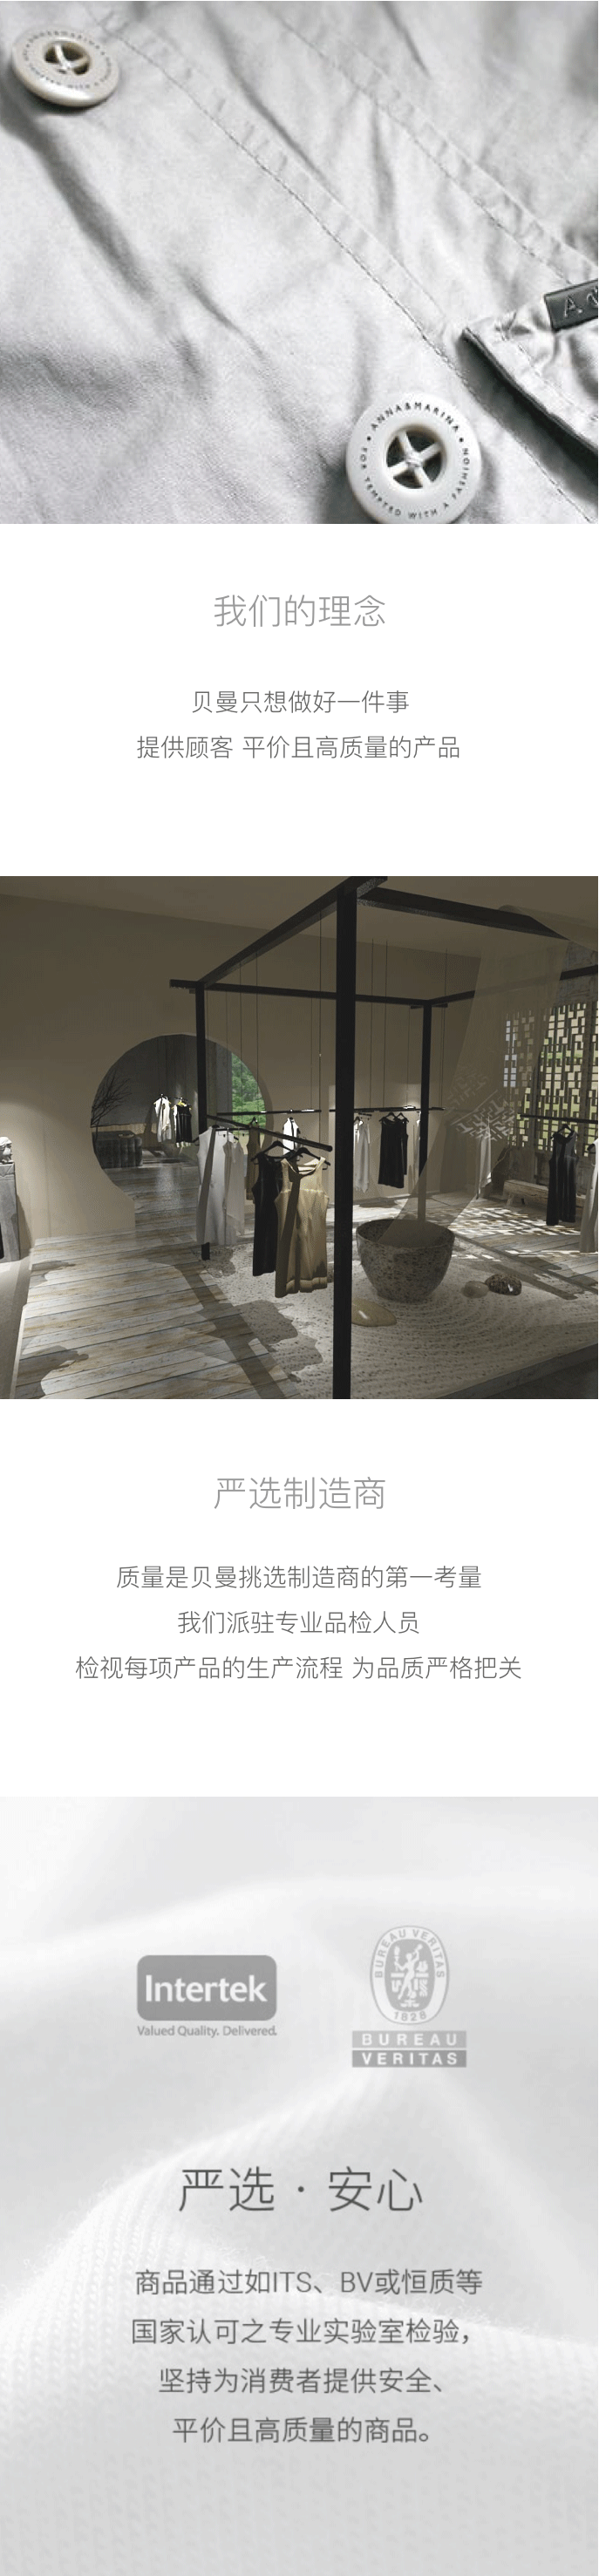 ANNA&MARINA
FOR TEMPTED WITH A FASHION
我们的理念
贝曼只想做好一件事
提供顾客 平价且高质量的产品
严选制造商
质量是贝曼挑选制造商的第一考量
我们派驻专业品检人员
检视每项产品的生产流程 为品质严格把关
Intertek
Valued Quality. Delivered.
BUREAU VERITAS
1828
BUREAU
VERITAS
严选·安心
商品通过如ITS、BV或恒质等
国家认可之专业实验室检验，
坚持为消费者提供安全、
平价且高质量的商品。